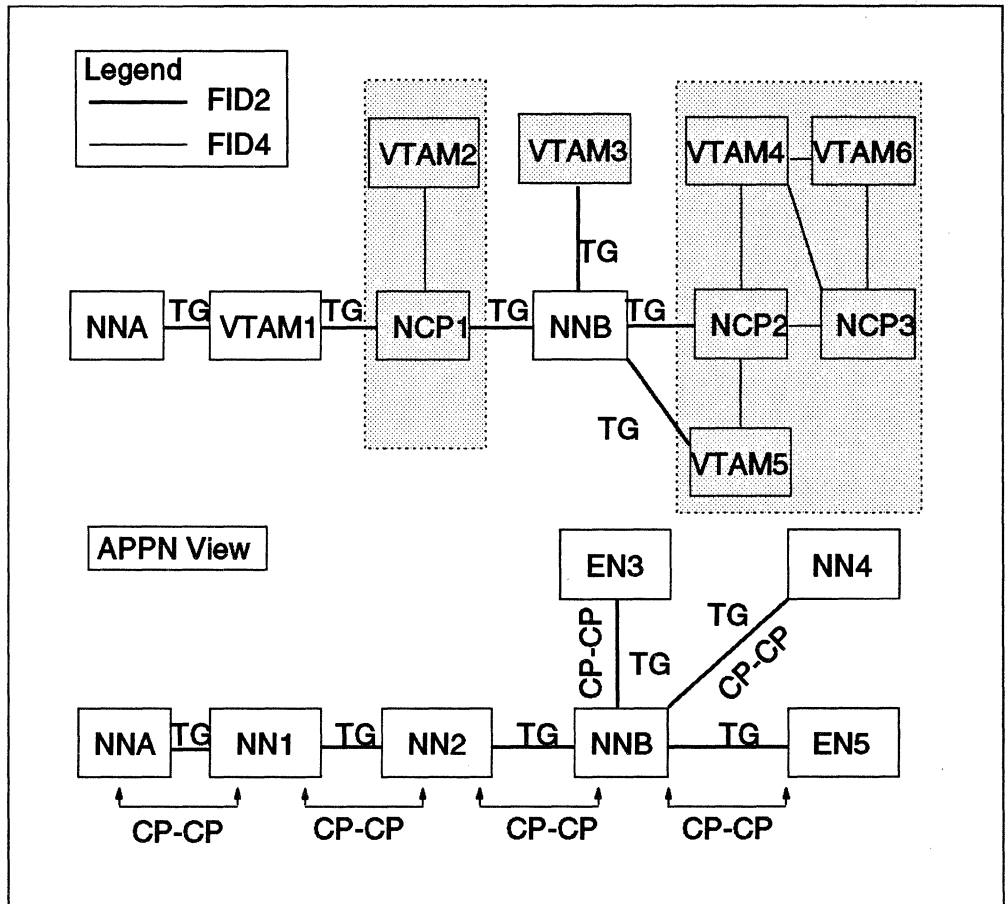 Legend
FID2
FID4
VTAM2
VTAM3
VTAM4
VTAM6
TG
NNA
TG
VTAM1
TG
NCP1
TG
NNB
TG
NCP2
NCP3
TG
VTAM5
APPN View
EN3
NN4
CP-CP
TG
TG
CP-CP
NNA
TG
NN1
TG
NN2
TG
NNB
TG
EN5
CP-CP
CP-CP
CP-CP
CP-CP